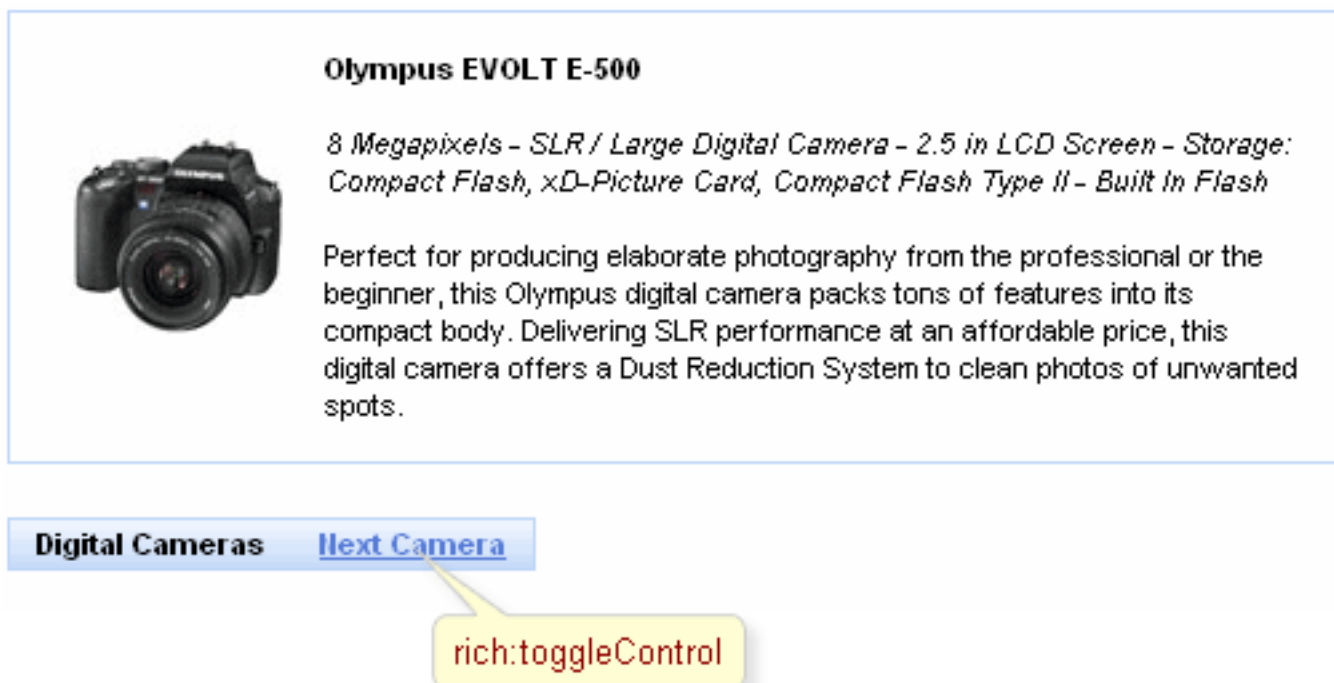 Olympus EVOLT E-500
8 Megapixels - SLR / Large Digital Camera - 2.5 in LCD Screen - Storage:
Compact Flash, xD-Picture Card, Compact Flash Type II - Built In Flash
OLYMPUS
Perfect for producing elaborate photography from the professional or the
beginner, this Olympus digital camera packs tons of features into its
compact body. Delivering SLR performance at an affordable price, this
digital camera offers a Dust Reduction System to clean photos of unwanted
spots.
Digital Cameras Next Camera
rich:toggleControl